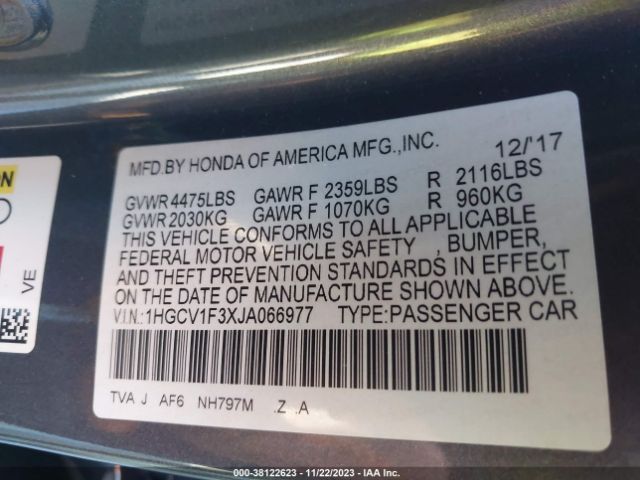 MFD.BY HONDA OF AMERICA MFG.,INC. 12/'17
GVWR 4475LBS GAWR F 2359LBS R 2116LBS
GVWR 2030KG GAWR F 1070KG R 960KG
THIS VEHICLE CONFORMS TO ALL APPLICABLE
FEDERAL MOTOR VEHICLE SAFETY , BUMPER,
AND THEFT PREVENTION STANDARDS IN EFFECT
ON THE DATE OF MANUFACTURE SHOWN ABOVE.
V.I.N.:1HGCV1F3XJA066977 TYPE:PASSENGER CAR
TVA J AF6 NH797M .Z .A
VE
000-38122623 - 11/22/2023 - IAA Inc.